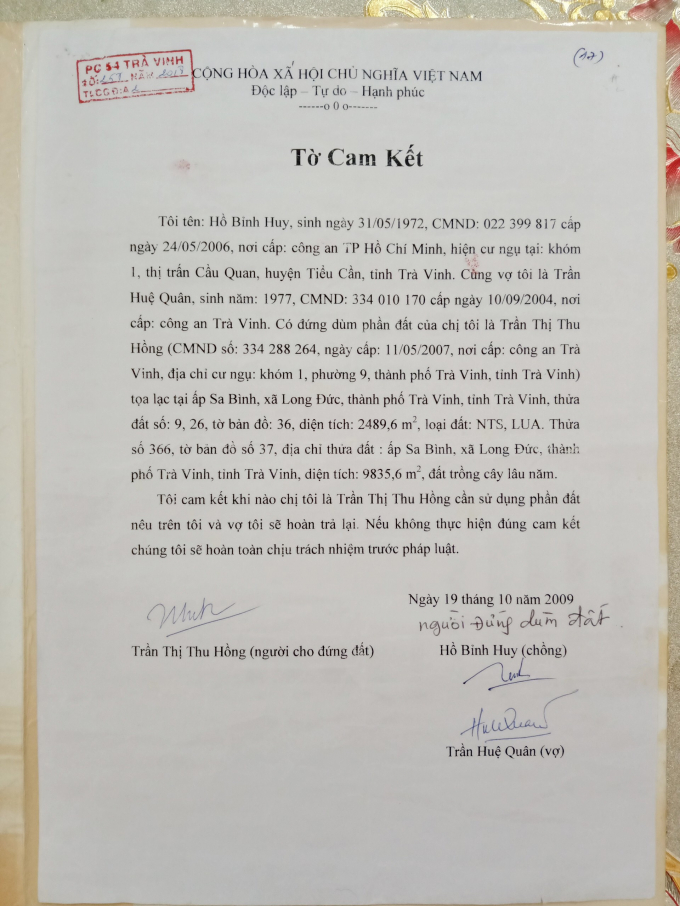 (17)
PC 54 TRÀ VINH
NĂM 2019
CỘNG HÒA XÃ HỘI CHỦ NGHĨA VIỆT NAM
Độc lập – Tự do – Hạnh phúc
------o 0 o-------
Tờ Cam Kết
Tôi tên: Hồ Bỉnh Huy, sinh ngày 31/05/1972, CMND: 022 399 817 cấp
ngày 24/05/2006, nơi cấp: công an TP Hồ Chí Minh, hiện cư ngụ tại: khóm
1, thị trấn Cầu Quan, huyện Tiểu Cần, tỉnh Trà Vinh. Cùng vợ tôi là Trần
Huệ Quân, sinh năm: 1977, CMND: 334 010 170 cấp ngày 10/09/2004, nơi
cấp: công an Trà Vinh. Có đứng dùm phần đất của chị tôi là Trần Thị Thu
Hồng (CMND số: 334 288 264, ngày cấp: 11/05/2007, nơi cấp: công an Trà
Vinh, địa chỉ cư ngụ: khóm 1, phường 9, thành phố Trà Vinh, tỉnh Trà Vinh)
tọa lạc tại ấp Sa Bình, xã Long Đức, thành phố Trà Vinh, tỉnh Trà Vinh, thửa
đất số: 9, 26, tờ bản đồ: 36, diện tích: 2489,6 m², loại đất: NTS, LUA. Thửa
số 366, tờ bản đồ số 37, địa chỉ thửa đất : ấp Sa Bình, xã Long Đức, thành
phố Trà Vinh, tỉnh Trà Vinh, diện tích: 9835,6 m², đất trồng cây lâu năm.
Tôi cam kết khi nào chị tôi là Trần Thị Thu Hồng cần sử dụng phần đất
nêu trên tôi và vợ tôi sẽ hoàn trả lại. Nếu không thực hiện đúng cam kết
chúng tôi sẽ hoàn toàn chịu trách nhiệm trước pháp luật.
Ngày 19 tháng 10 năm 2009
người đứng dùm đất.
Trần Thị Thu Hồng (người cho đứng đất)
Hồ Bỉnh Huy (chồng)
HuệQuân
Trần Huệ Quân (vợ)